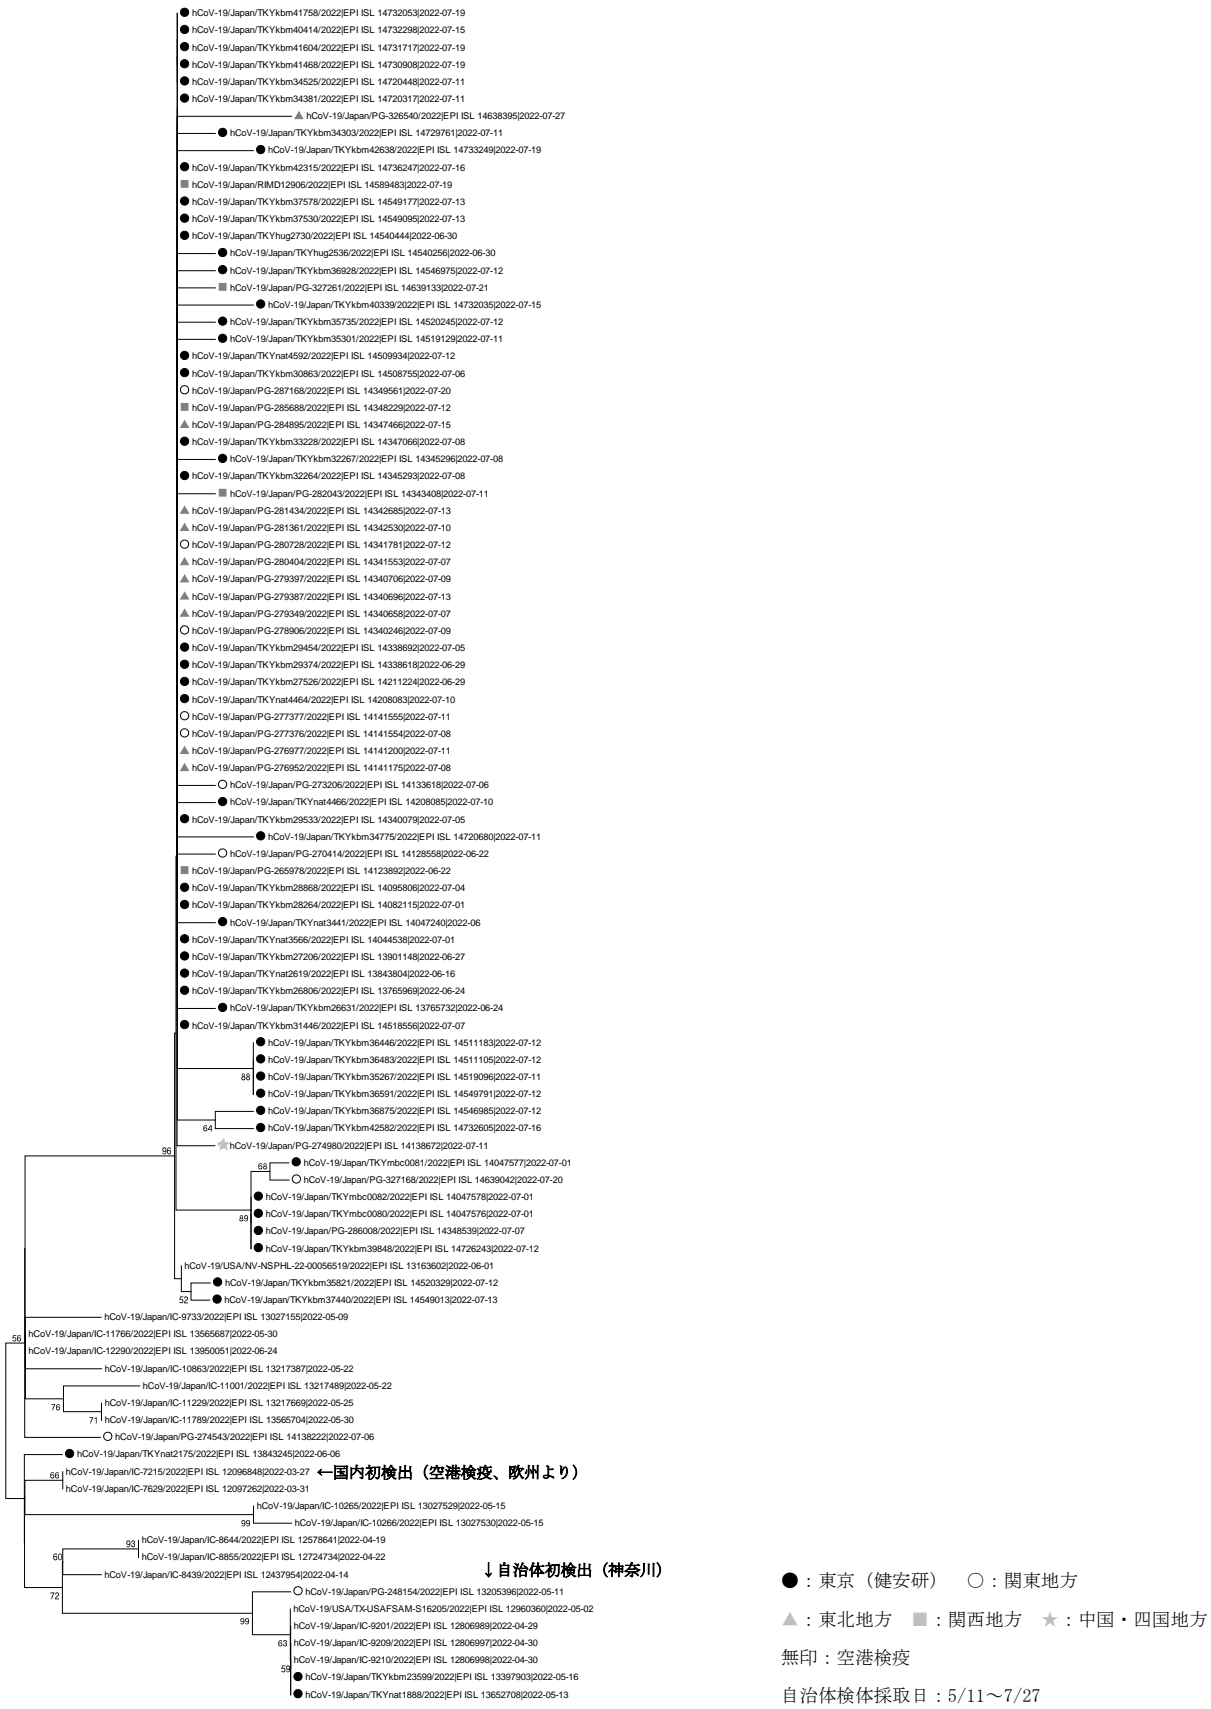 hCoV-19/Japan/TKYkbm41758/2022|EPI ISL 14732053|2022-07-19
hCoV-19/Japan/TKYkbm40414/2022|EPI ISL 14732298|2022-07-15
hCoV-19/Japan/TKYkbm41604/2022|EPI ISL 14731717|2022-07-19
hCoV-19/Japan/TKYkbm41468/2022|EPI ISL 14730908|2022-07-19
hCoV-19/Japan/TKYkbm34525/2022|EPI ISL 14720448|2022-07-11
hCoV-19/Japan/TKYkbm34381/2022|EPI ISL 14720317|2022-07-11
hCoV-19/Japan/PG-326540/2022|EPI ISL 14638395|2022-07-27
hCoV-19/Japan/TKYkbm34303/2022|EPI ISL 14729761|2022-07-11
hCoV-19/Japan/TKYkbm42638/2022|EPI ISL 14733249|2022-07-19
hCoV-19/Japan/TKYkbm42315/2022|EPI ISL 14736247|2022-07-16
hCoV-19/Japan/RIMD12906/2022|EPI ISL 14589483|2022-07-19
hCoV-19/Japan/TKYkbm37578/2022|EPI ISL 14549177|2022-07-13
hCoV-19/Japan/TKYkbm37530/2022|EPI ISL 14549095|2022-07-13
hCoV-19/Japan/TKYhug2730/2022|EPI ISL 14540444|2022-06-30
hCoV-19/Japan/TKYhug2536/2022|EPI ISL 14540256|2022-06-30
hCoV-19/Japan/TKYkbm36928/2022|EPI ISL 14546975|2022-07-12
hCoV-19/Japan/PG-327261/2022|EPI ISL 14639133|2022-07-21
hCoV-19/Japan/TKYkbm40339/2022|EPI ISL 14732035|2022-07-15
hCoV-19/Japan/TKYkbm35735/2022|EPI ISL 14520245|2022-07-12
hCoV-19/Japan/TKYkbm35301/2022|EPI ISL 14519129|2022-07-11
hCoV-19/Japan/TKYnat4592/2022|EPI ISL 14509934|2022-07-12
hCoV-19/Japan/TKYkbm30863/2022|EPI ISL 14508755|2022-07-06
hCoV-19/Japan/PG-287168/2022|EPI ISL 14349561|2022-07-20
hCoV-19/Japan/PG-285688/2022|EPI ISL 14348229|2022-07-12
hCoV-19/Japan/PG-284895/2022|EPI ISL 14347466|2022-07-15
hCoV-19/Japan/TKYkbm33228/2022|EPI ISL 14347066|2022-07-08
hCoV-19/Japan/TKYkbm32267/2022|EPI ISL 14345296|2022-07-08
hCoV-19/Japan/TKYkbm32264/2022|EPI ISL 14345293|2022-07-08
hCoV-19/Japan/PG-282043/2022|EPI ISL 14343408|2022-07-11
hCoV-19/Japan/PG-281434/2022|EPI ISL 14342685|2022-07-13
hCoV-19/Japan/PG-281361/2022|EPI ISL 14342530|2022-07-10
hCoV-19/Japan/PG-280728/2022|EPI ISL 14341781|2022-07-12
hCoV-19/Japan/PG-280404/2022|EPI ISL 14341553|2022-07-07
hCoV-19/Japan/PG-279397/2022|EPI ISL 14340706|2022-07-09
hCoV-19/Japan/PG-279387/2022|EPI ISL 14340696|2022-07-13
hCoV-19/Japan/PG-279349/2022|EPI ISL 14340658|2022-07-07
hCoV-19/Japan/PG-278906/2022|EPI ISL 14340246|2022-07-09
hCoV-19/Japan/TKYkbm29454/2022|EPI ISL 14338692|2022-07-05
hCoV-19/Japan/TKYkbm29374/2022|EPI ISL 14338618|2022-06-29
hCoV-19/Japan/TKYkbm27526/2022|EPI ISL 14211224|2022-06-29
hCoV-19/Japan/TKYnat4464/2022|EPI ISL 14208083|2022-07-10
hCoV-19/Japan/PG-277377/2022|EPI ISL 14141555|2022-07-11
hCoV-19/Japan/PG-277376/2022|EPI ISL 14141554|2022-07-08
hCoV-19/Japan/PG-276977/2022|EPI ISL 14141200|2022-07-11
hCoV-19/Japan/PG-276952/2022|EPI ISL 14141175|2022-07-08
hCoV-19/Japan/PG-273206/2022|EPI ISL 14133618|2022-07-06
hCoV-19/Japan/TKYnat4466/2022|EPI ISL 14208085|2022-07-10
hCoV-19/Japan/TKYkbm29533/2022|EPI ISL 14340079|2022-07-05
hCoV-19/Japan/TKYkbm34775/2022|EPI ISL 14720680|2022-07-11
hCoV-19/Japan/PG-270414/2022|EPI ISL 14128558|2022-06-22
hCoV-19/Japan/PG-265978/2022|EPI ISL 14123892|2022-06-22
hCoV-19/Japan/TKYkbm28868/2022|EPI ISL 14095806|2022-07-04
hCoV-19/Japan/TKYkbm28264/2022|EPI ISL 14082115|2022-07-01
hCoV-19/Japan/TKYnat3441/2022|EPI ISL 14047240|2022-06
hCoV-19/Japan/TKYnat3566/2022|EPI ISL 14044538|2022-07-01
hCoV-19/Japan/TKYkbm27206/2022|EPI ISL 13901148|2022-06-27
hCoV-19/Japan/TKYnat2619/2022|EPI ISL 13843804|2022-06-16
hCoV-19/Japan/TKYkbm26806/2022|EPI ISL 13765969|2022-06-24
hCoV-19/Japan/TKYkbm26631/2022|EPI ISL 13765732|2022-06-24
hCoV-19/Japan/TKYkbm31446/2022|EPI ISL 14518556|2022-07-07
hCoV-19/Japan/TKYkbm36446/2022|EPI ISL 14511183|2022-07-12
hCoV-19/Japan/TKYkbm36483/2022|EPI ISL 14511105|2022-07-12
88 hCoV-19/Japan/TKYkbm35267/2022|EPI ISL 14519096|2022-07-11
hCoV-19/Japan/TKYkbm36591/2022|EPI ISL 14549791|2022-07-12
hCoV-19/Japan/TKYkbm36875/2022|EPI ISL 14546985|2022-07-12
64 hCoV-19/Japan/TKYkbm42582/2022|EPI ISL 14732605|2022-07-16
hCoV-19/Japan/PG-274980/2022|EPI ISL 14138672|2022-07-11
96
68 hCoV-19/Japan/TKYmbc0081/2022|EPI ISL 14047577|2022-07-01
hCoV-19/Japan/PG-327168/2022|EPI ISL 14639042|2022-07-20
hCoV-19/Japan/TKYmbc0082/2022|EPI ISL 14047578|2022-07-01
89 hCoV-19/Japan/TKYmbc0080/2022|EPI ISL 14047576|2022-07-01
hCoV-19/Japan/PG-286008/2022|EPI ISL 14348539|2022-07-07
hCoV-19/Japan/TKYkbm39848/2022|EPI ISL 14726243|2022-07-12
hCoV-19/USA/NV-NSPHL-22-00056519/2022|EPI ISL 13163602|2022-06-01
hCoV-19/Japan/TKYkbm35821/2022|EPI ISL 14520329|2022-07-12
52 hCoV-19/Japan/TKYkbm37440/2022|EPI ISL 14549013|2022-07-13
hCoV-19/Japan/IC-9733/2022|EPI ISL 13027155|2022-05-09
56 hCoV-19/Japan/IC-11766/2022|EPI ISL 13565687|2022-05-30
hCoV-19/Japan/IC-12290/2022|EPI ISL 13950051|2022-06-24
hCoV-19/Japan/IC-10863/2022|EPI ISL 13217387|2022-05-22
hCoV-19/Japan/IC-11001/2022|EPI ISL 13217489|2022-05-22
76 hCoV-19/Japan/IC-11229/2022|EPI ISL 13217669|2022-05-25
71 hCoV-19/Japan/IC-11789/2022|EPI ISL 13565704|2022-05-30
hCoV-19/Japan/PG-274543/2022|EPI ISL 14138222|2022-07-06
hCoV-19/Japan/TKYnat2175/2022|EPI ISL 13843245|2022-06-06
66 hCoV-19/Japan/IC-7215/2022|EPI ISL 12096848|2022-03-27 ←国内初検出（空港検疫、欧州より）
hCoV-19/Japan/IC-7629/2022|EPI ISL 12097262|2022-03-31
hCoV-19/Japan/IC-10265/2022|EPI ISL 13027529|2022-05-15
99 hCoV-19/Japan/IC-10266/2022|EPI ISL 13027530|2022-05-15
93 hCoV-19/Japan/IC-8644/2022|EPI ISL 12578641|2022-04-19
60 hCoV-19/Japan/IC-8855/2022|EPI ISL 12724734|2022-04-22
hCoV-19/Japan/IC-8439/2022|EPI ISL 12437954|2022-04-14
↓自治体初検出（神奈川）
72 hCoV-19/Japan/PG-248154/2022|EPI ISL 13205396|2022-05-11
hCoV-19/USA/TX-USAFSAM-S16205/2022|EPI ISL 12960360|2022-05-02
99 hCoV-19/Japan/IC-9201/2022|EPI ISL 12806989|2022-04-29
63 hCoV-19/Japan/IC-9209/2022|EPI ISL 12806997|2022-04-30
hCoV-19/Japan/IC-9210/2022|EPI ISL 12806998|2022-04-30
59 hCoV-19/Japan/TKYkbm23599/2022|EPI ISL 13397903|2022-05-16
hCoV-19/Japan/TKYnat1888/2022|EPI ISL 13652708|2022-05-13
●：東京（健安研） ○：関東地方
▲：東北地方 ■：関西地方 ★：中国・四国地方
無印：空港検疫
自治体検体採取日：5/11～7/27